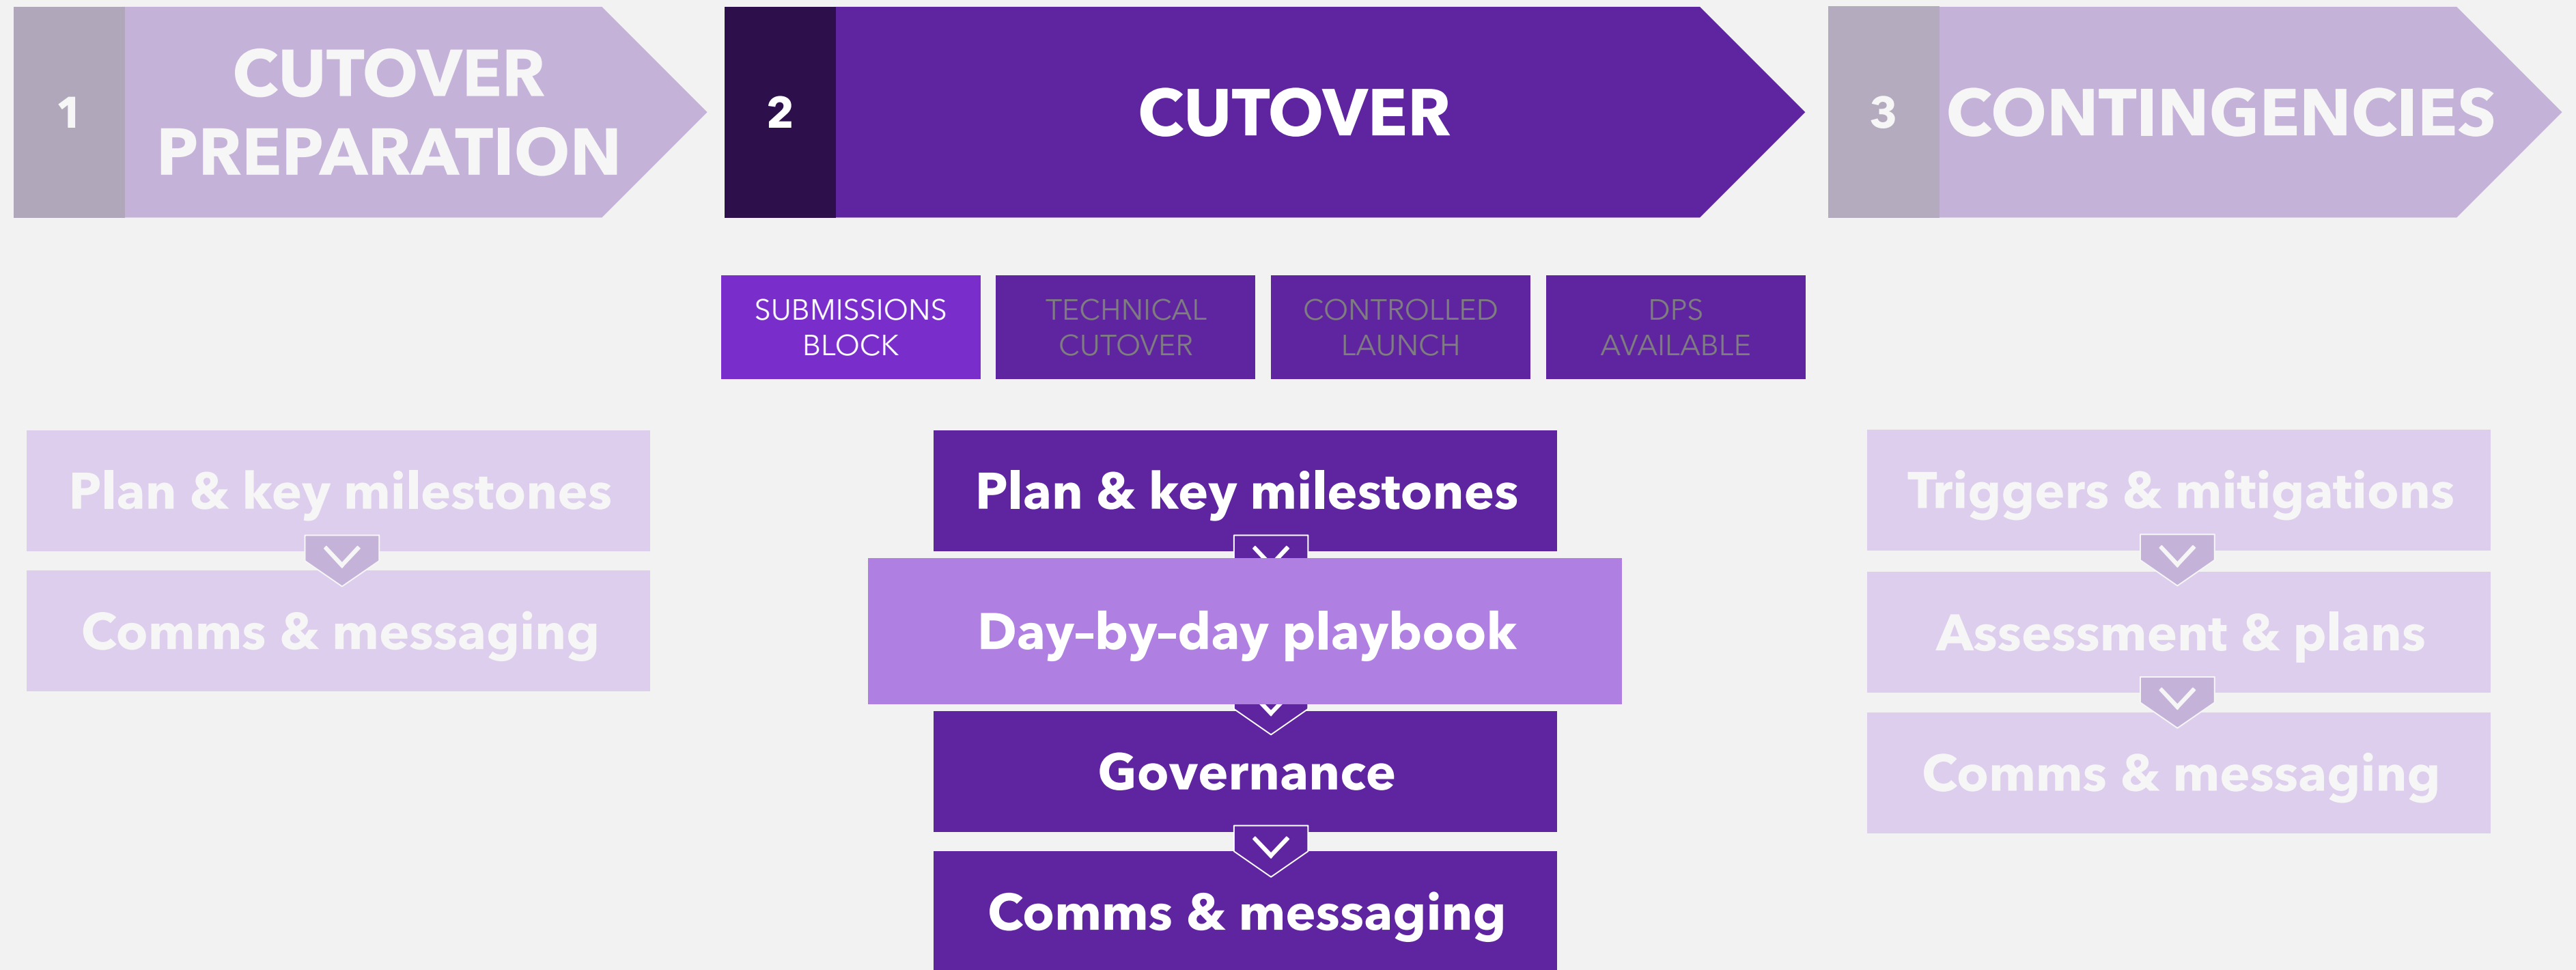 1
CUTOVER
PREPARATION
2
CUTOVER
3
CONTINGENCIES
SUBMISSIONS
BLOCK
TECHNICAL
CUTOVER
CONTROLLED
LAUNCH
DPS
AVAILABLE
Plan & key milestones
Comms & messaging
Plan & key milestones
Day-by-day playbook
Governance
Comms & messaging
Triggers & mitigations
Assessment & plans
Comms & messaging